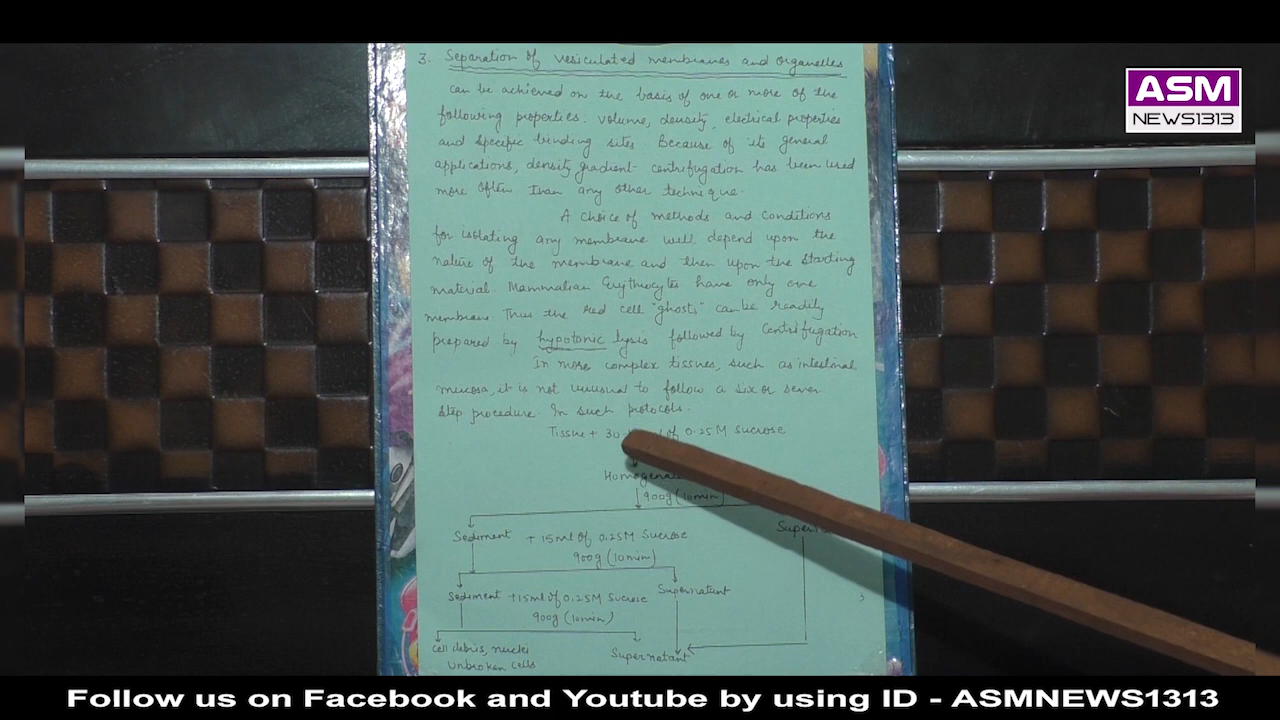 ASM
NEWS1313
3. Separation of vesiculated membranes and organelles
can be achieved on the basis of one or more of the
following properties. Volume, density, electrical properties
and specific binding sites. Because of its general
applications, density gradient centrifugation has been used
more often than any other technique.
A choice of methods and conditions
for isolating any membrane will depend upon the
nature of the membrane and then upon the starting
material. Mammalian Erythrocytes have only one
membrane. Thus the red cell "ghosts" can be readily
prepared by hypotonic lysis followed by centrifugation
In more complex tissues, such as intestinal
mucosa, it is not unusual to follow a six or seven
step procedure. In such protocols.
Tissue + 30 of 0.25M Sucrose
900g (10min)
Sediment + 15ml of 0.25M Sucrose
900g (10min)
Sediment +15ml of 0.25M Sucrose
Supernatant
900g (10min)
cell debris, nuclei
unbroken cells
Supernatant
Follow us on Facebook and Youtube by using ID - ASMNEWS1313